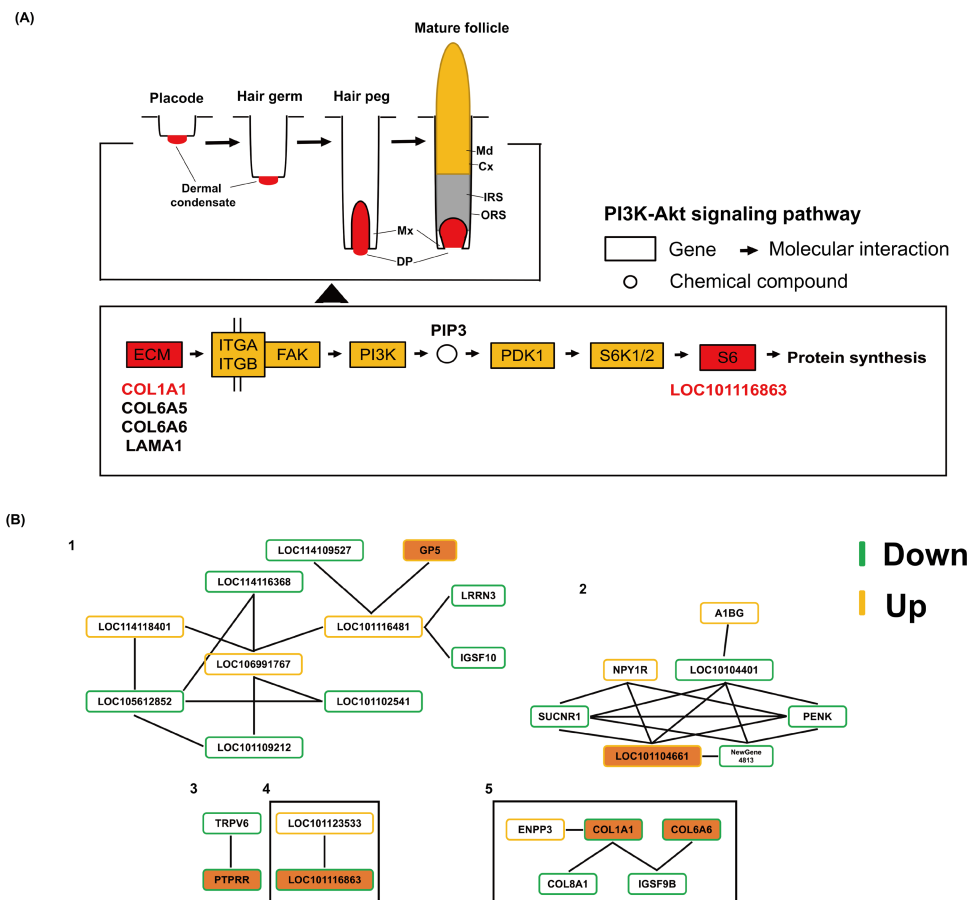 (A)
Mature follicle
Placode
Hair germ
Hair peg
Dermal
condensate
Md
Cx
IRS
ORS
Mx
DP
PI3K-Akt signaling pathway
Gene
Molecular interaction
Chemical compound
ECM
ITGA
ITGB
FAK
PI3K
PIP3
PDK1
S6K1/2
S6
Protein synthesis
COL1A1
COL6A5
COL6A6
LAMA1
LOC101116863
(B)
1
LOC114109527
GP5
LOC114116368
LRRN3
LOC114118401
LOC101116481
IGSF10
LOC106991767
LOC105612852
LOC101102541
LOC101109212
Down
Up
2
A1BG
NPY1R
LOC10104401
SUCNR1
PENK
LOC101104661
NewGene
4813
3
TRPV6
PTPRR
4
LOC101123533
LOC101116863
5
ENPP3
COL1A1
COL6A6
COL8A1
IGSF9B